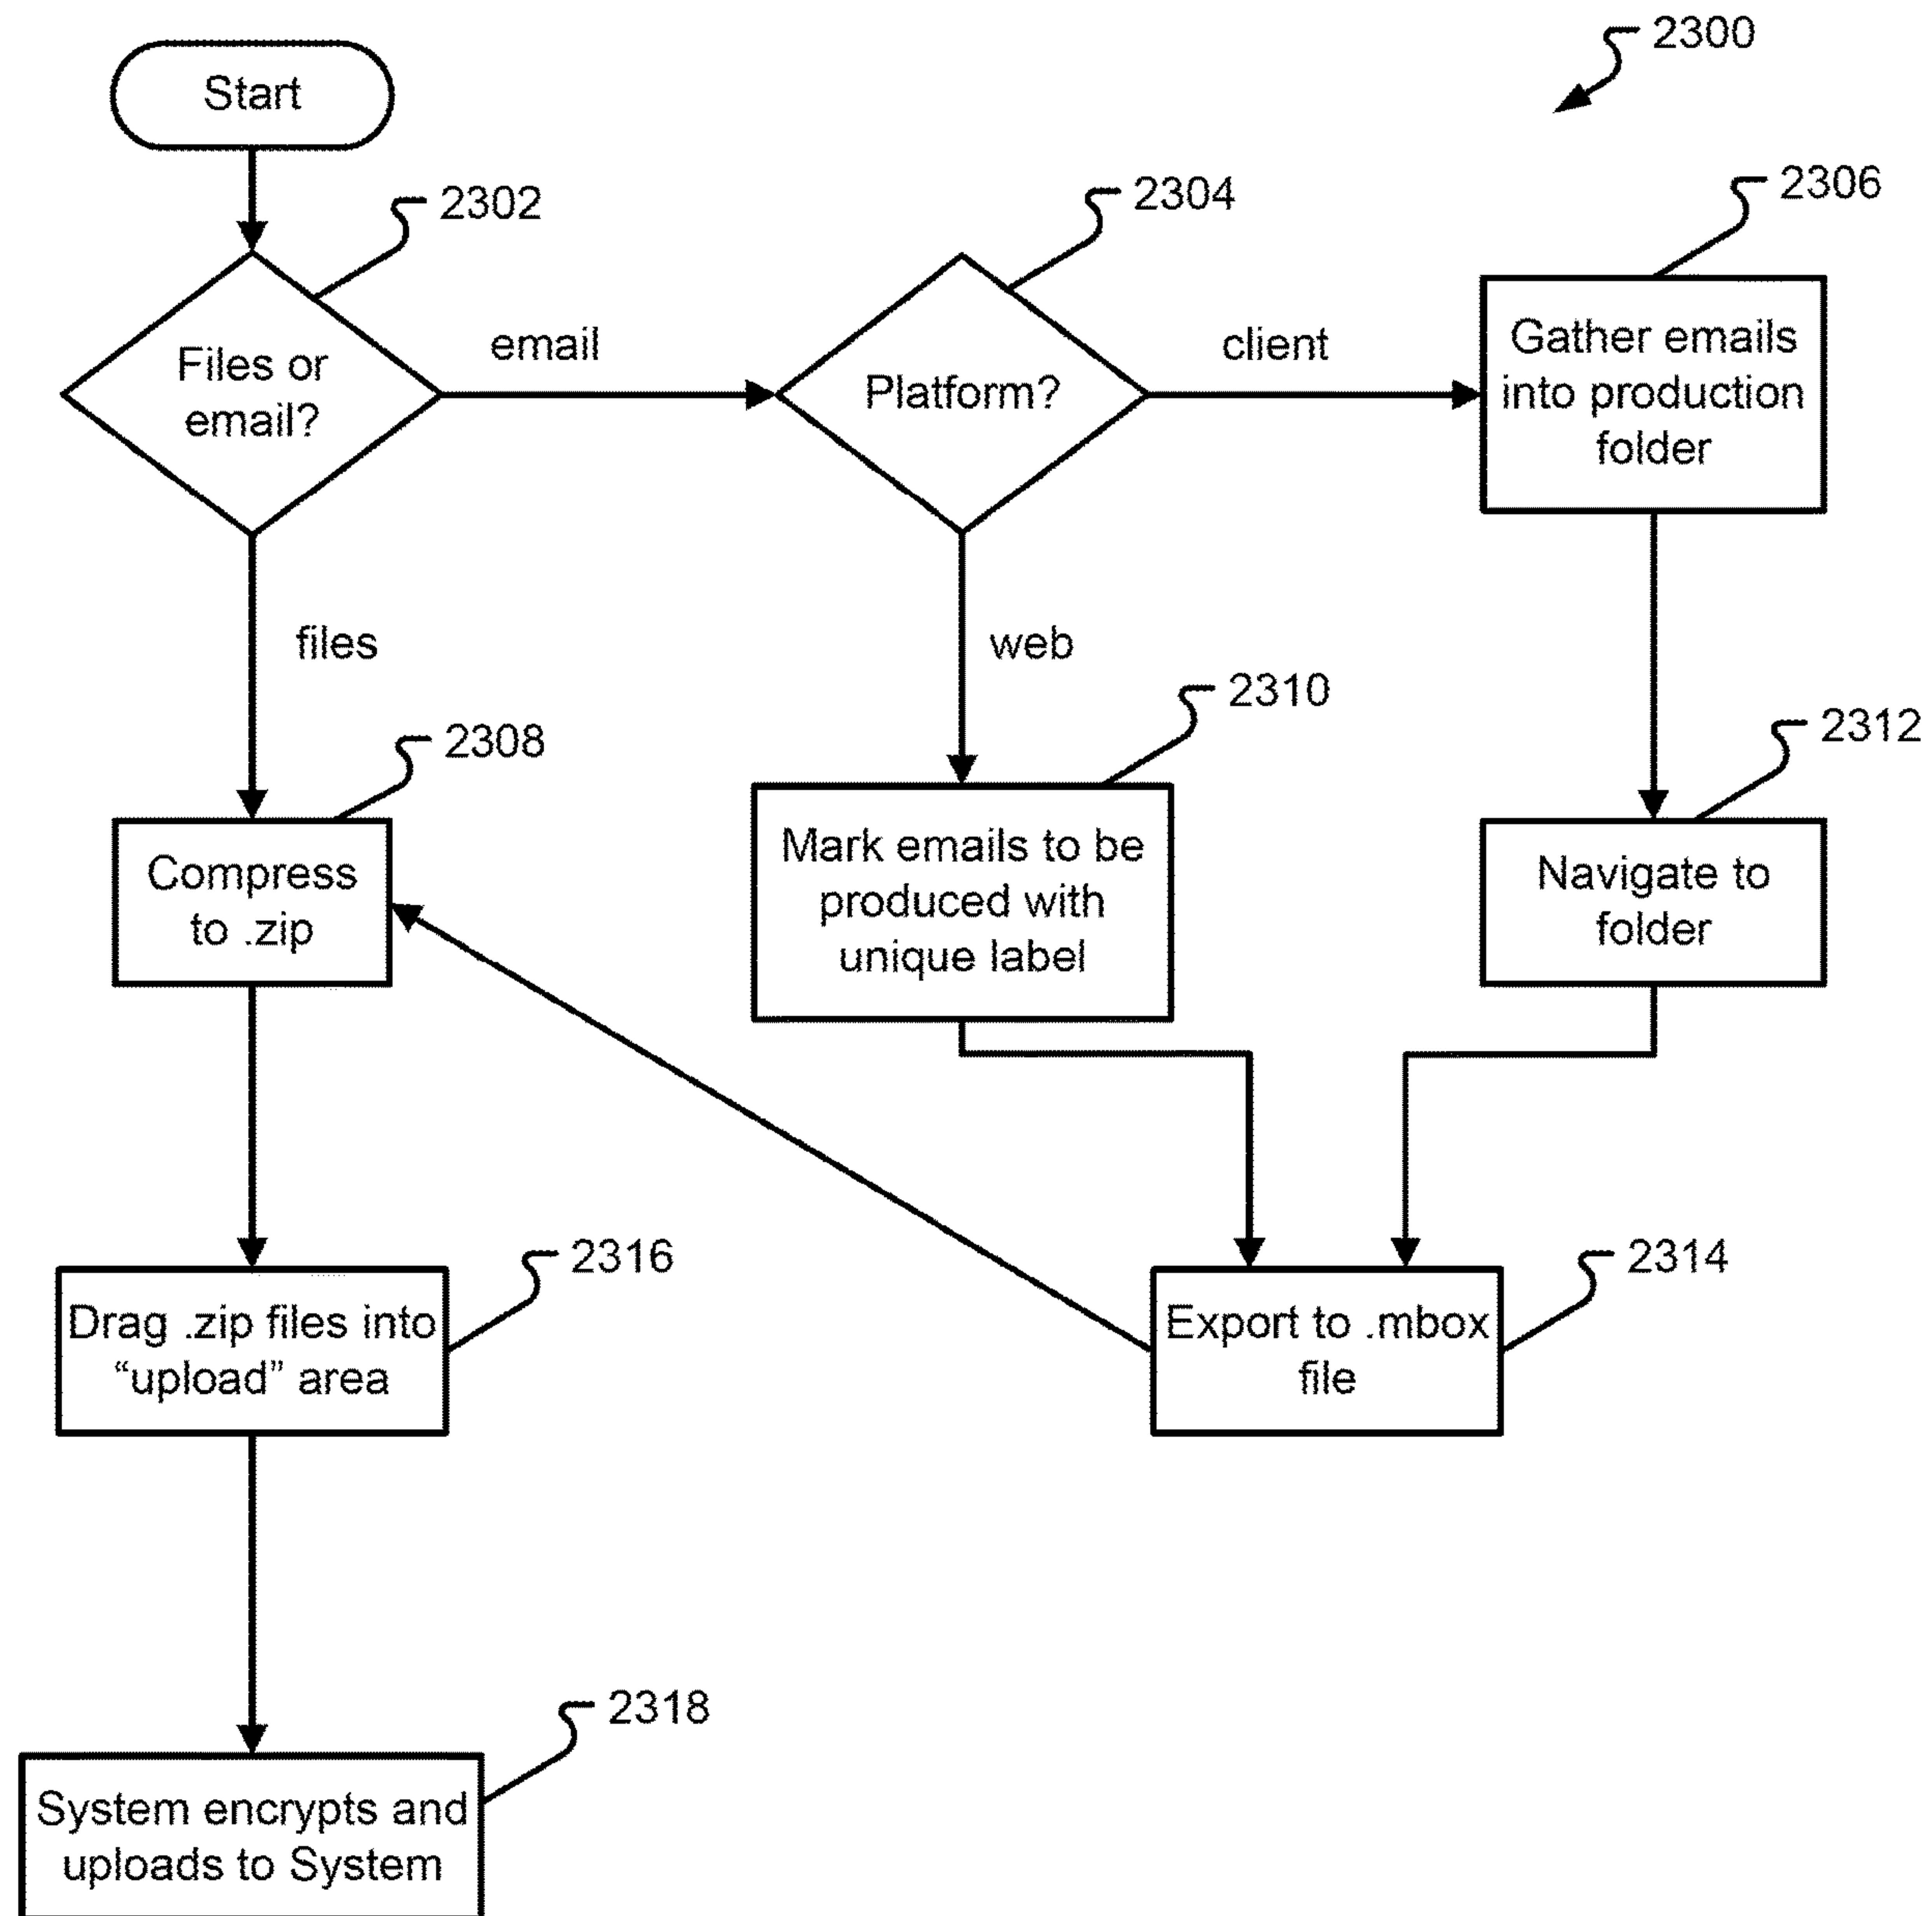 2300
Start
2302
2304
2306
Files or
email?
email
Platform?
client
Gather emails
into production
folder
files
web
2308
2310
2312
Compress
to .zip
Mark emails to be
produced with
unique label
Navigate to
folder
2316
2314
Drag .zip files into
“upload” area
Export to .mbox
file
2318
System encrypts and
uploads to System